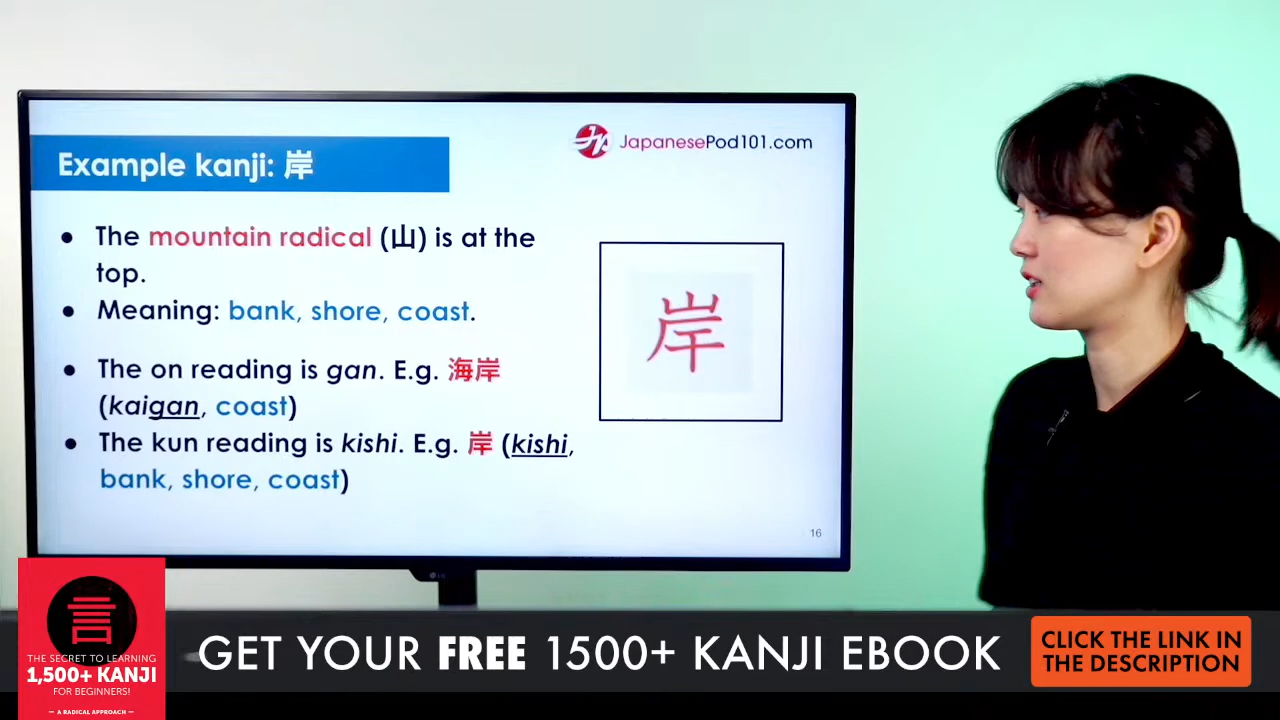 JapanesePod101.com
Example kanji: 岸
● The mountain radical (山) is at the
top.
● Meaning: bank, shore, coast.
● The on reading is gan. E.g. 海岸
(kaigan, coast)
● The kun reading is kishi. E.g. 岸 (kishi,
bank, shore, coast)
岸
16
LG
言
THE SECRET TO LEARNING
1,500+ KANJI
FOR BEGINNERS!
— A RADICAL APPROACH —
GET YOUR FREE 1500+ KANJI EBOOK
CLICK THE LINK IN
THE DESCRIPTION